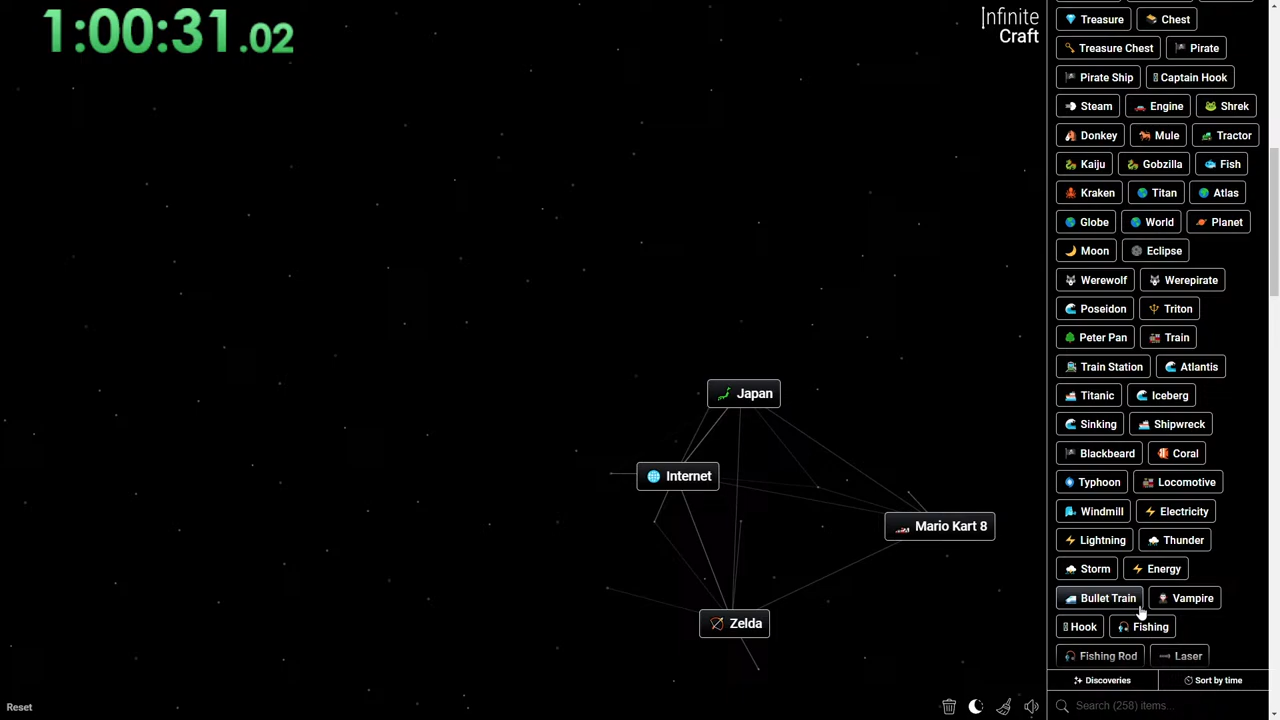 1:00:31.02
Infinite
Craft
Treasure
Chest
Treasure Chest
Pirate
Pirate Ship
Captain Hook
Steam
Engine
Shrek
Donkey
Mule
Tractor
Kaiju
Gobzilla
Fish
Kraken
Titan
Atlas
Globe
World
Planet
Moon
Eclipse
Werewolf
Werepirate
Poseidon
Triton
Peter Pan
Train
Train Station
Atlantis
Titanic
Iceberg
Sinking
Shipwreck
Blackbeard
Coral
Typhoon
Locomotive
Windmill
Electricity
Lightning
Thunder
Storm
Energy
Bullet Train
Vampire
Hook
Fishing
Fishing Rod
Laser
Japan
Internet
Mario Kart 8
Zelda
Discoveries
Sort by time
Search (258) items...
Reset